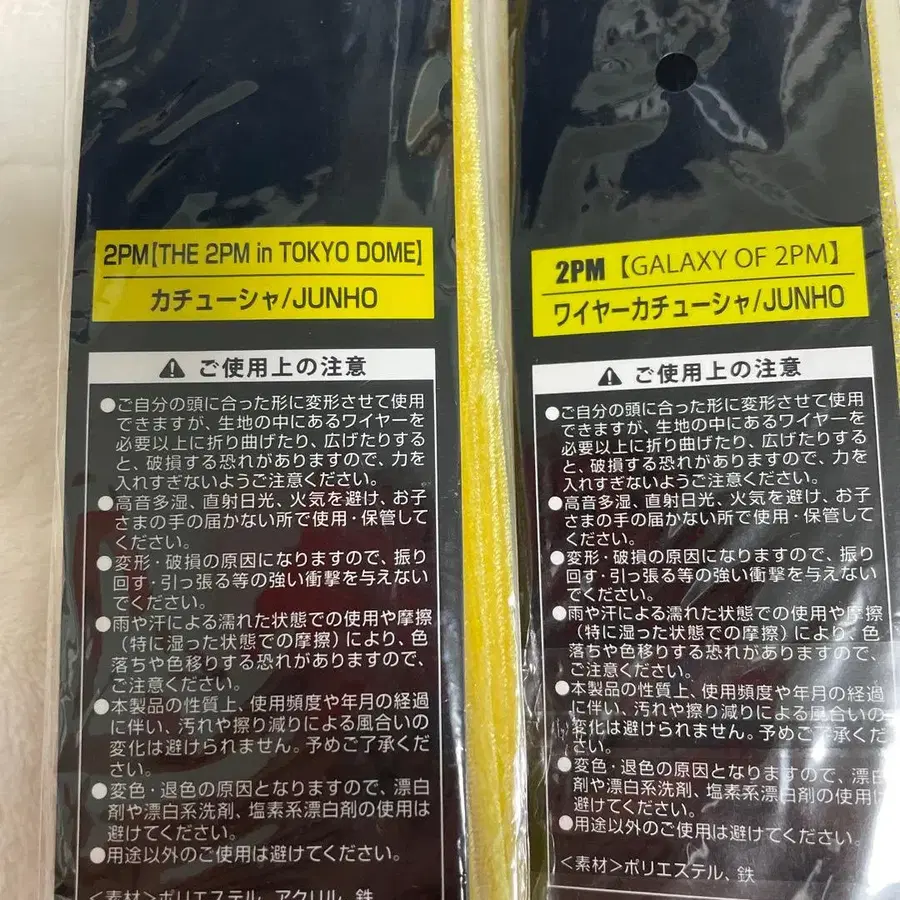 2PM【THE 2PM in TOKYO DOME】
カチューシャ/JUNHO
⚠ ご使用上の注意
●ご自分の頭に合った形に変形させて使用
できますが、生地の中にあるワイヤーを
必要以上に折り曲げたり、広げたりする
と、破損する恐れがありますので、力を
入れすぎないようご注意ください。
●高音多湿、直射日光、火気を避け、お子
さまの手の届かない所で使用・保管して
ください。
●変形・破損の原因になりますので、振り
回す・引っ張る等の強い衝撃を与えない
でください。
●雨や汗による濡れた状態での使用や摩擦
（特に湿った状態での摩擦）により、色
落ちや色移りする恐れがありますので、
ご注意ください。
●本製品の性質上、使用頻度や年月の経過
に伴い、汚れや擦り減りによる風合いの
変化は避けられません。予めご了承くだ
さい。
●変色・退色の原因となりますので、漂白
剤や漂白系洗剤、塩素系漂白剤の使用は
避けてください。
●用途以外のご使用は避けてください。
<素材>ポリエステル、アクリル、鉄
2PM【GALAXY OF 2PM】
ワイヤーカチューシャ/JUNHO
⚠ ご使用上の注意
●ご自分の頭に合った形に変形させて使用
できますが、生地の中にあるワイヤーを
必要以上に折り曲げたり、広げたりする
と、破損する恐れがありますので、力を
入れすぎないようご注意ください。
●高音多湿、直射日光、火気を避け、お子
さまの手の届かない所で使用・保管して
ください。
●変形・破損の原因になりますので、振り
回す・引っ張る等の強い衝撃を与えない
でください。
●雨や汗による濡れた状態での使用や摩擦
（特に湿った状態での摩擦）により、色
落ちや色移りする恐れがありますので、
ご注意ください。
●本製品の性質上、使用頻度や年月の経過
に伴い、汚れや擦り減りによる風合いの
変化は避けられません。予めご了承くだ
さい。
●変色・退色の原因となりますので、漂白
剤や漂白系洗剤、塩素系漂白剤の使用は
避けてください。
●用途以外のご使用は避けてください。
<素材>ポリエステル、鉄